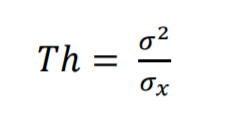 Th = σ² / σₓ